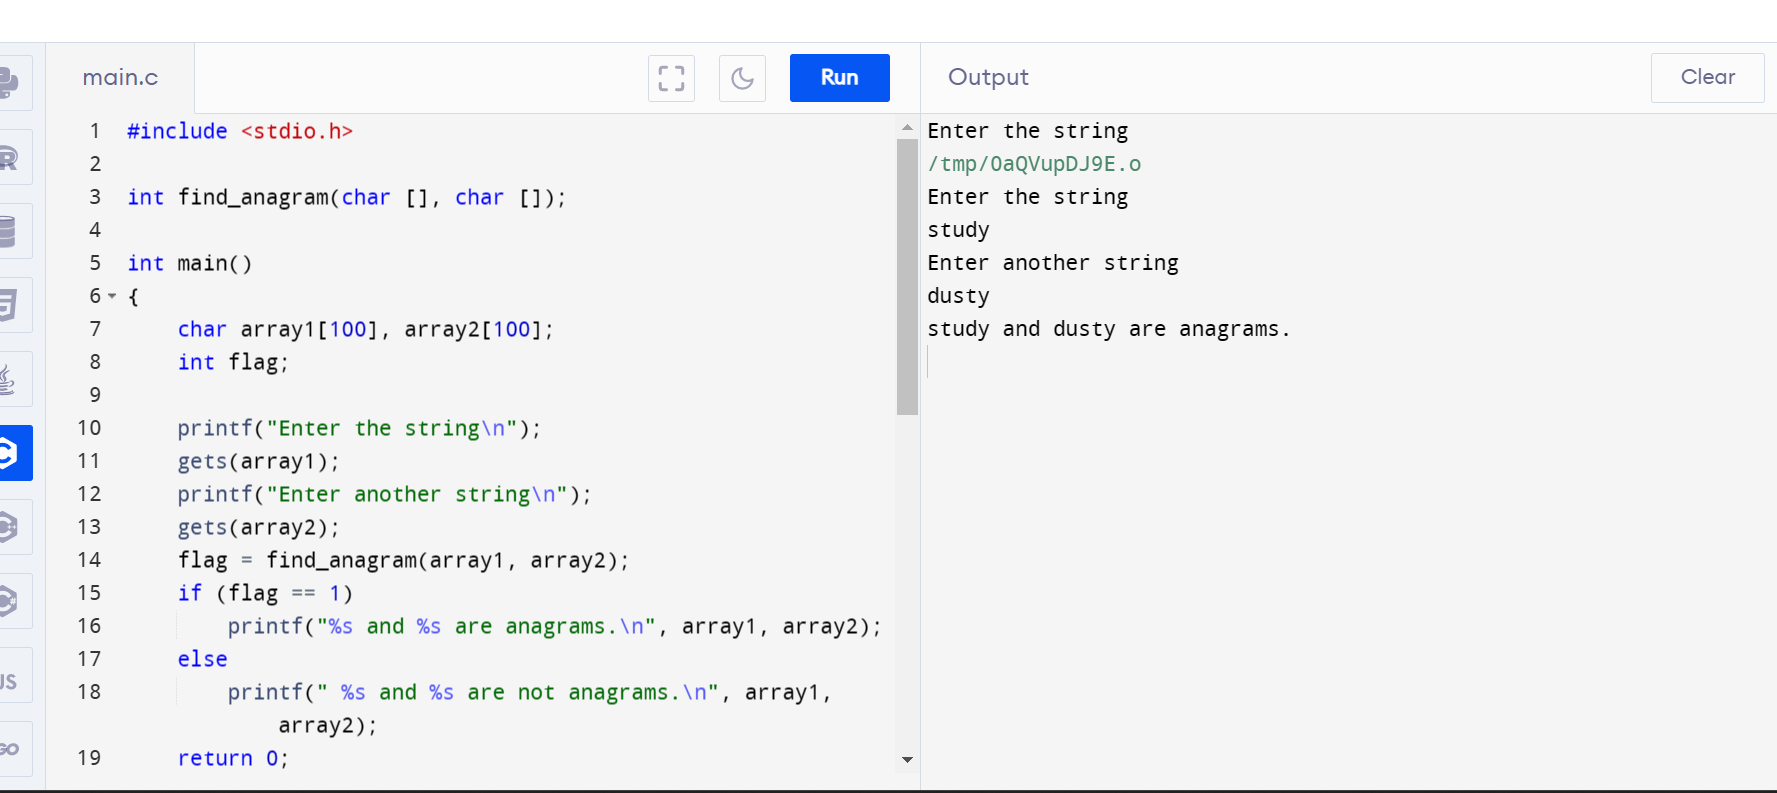 main.c
Run
Output
Clear
1 #include <stdio.h>
2
3 int find_anagram(char [], char []);
4
5 int main()
6 {
7 char array1[100], array2[100];
8 int flag;
9
10 printf("Enter the string\n");
11 gets(array1);
12 printf("Enter another string\n");
13 gets(array2);
14 flag = find_anagram(array1, array2);
15 if (flag == 1)
16 printf("%s and %s are anagrams.\n", array1, array2);
17 else
18 printf(" %s and %s are not anagrams.\n", array1,
array2);
19 return 0;
Enter the string
/tmp/OaQVupDJ9E.o
Enter the string
study
Enter another string
dusty
study and dusty are anagrams.
R
JS
GO